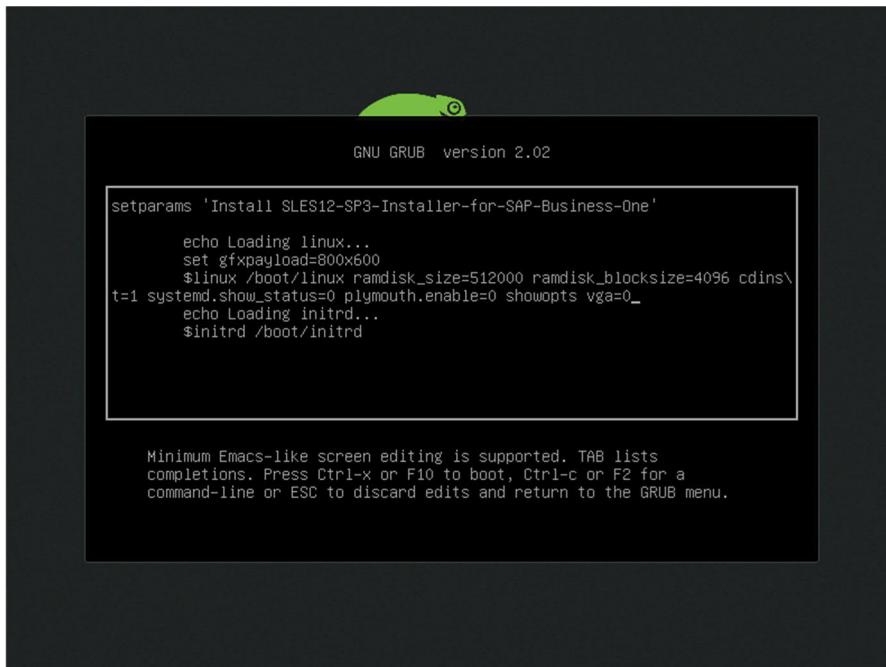 GNU GRUB  version 2.02
setparams 'Install SLES12-SP3-Installer-for-SAP-Business-One'
echo Loading linux...
set gfxpayload=800x600
$linux /boot/linux ramdisk_size=512000 ramdisk_blocksize=4096 cdins\
t=1 systemd.show_status=0 plymouth.enable=0 showopts vga=0_
echo Loading initrd...
$initrd /boot/initrd
Minimum Emacs-like screen editing is supported. TAB lists
completions. Press Ctrl-x or F10 to boot, Ctrl-c or F2 for a
command-line or ESC to discard edits and return to the GRUB menu.